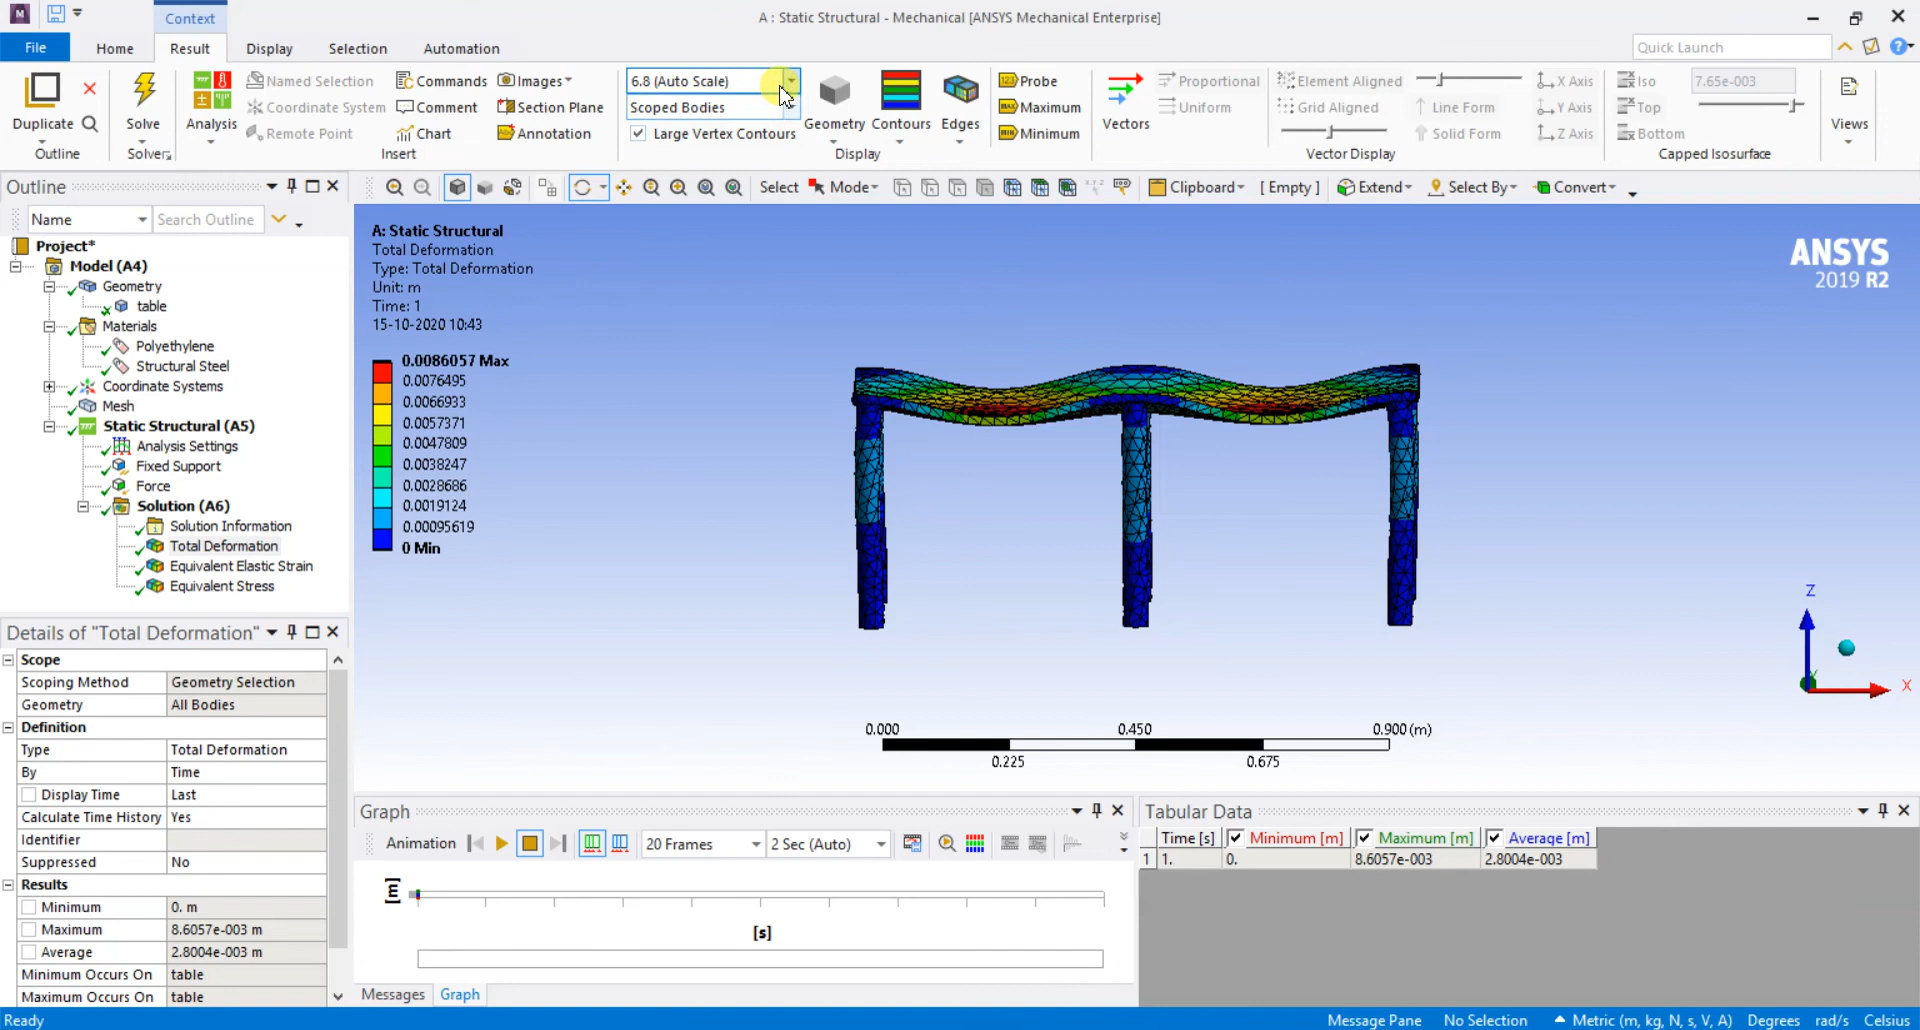 Context
A : Static Structural - Mechanical [ANSYS Mechanical Enterprise]
File
Home
Result
Display
Selection
Automation
Quick Launch
Duplicate
Outline
Solve
Solver
Analysis
Named Selection
Coordinate System
Remote Point
Commands
Comment
Chart
Images
Section Plane
Annotation
Insert
6.8 (Auto Scale)
Scoped Bodies
Large Vertex Contours
Geometry
Contours
Edges
Display
Probe
Maximum
Minimum
Vectors
Proportional
Uniform
Element Aligned
Grid Aligned
Line Form
Solid Form
X Axis
Y Axis
Z Axis
Vector Display
Iso
Top
Bottom
7.65e-003
Capped Isosurface
Views
Outline
Select
Mode
Clipboard
[ Empty ]
Extend
Select By
Convert
Name
Search Outline
Project*
Model (A4)
Geometry
table
Materials
Polyethylene
Structural Steel
Coordinate Systems
Mesh
Static Structural (A5)
Analysis Settings
Fixed Support
Force
Solution (A6)
Solution Information
Total Deformation
Equivalent Elastic Strain
Equivalent Stress
A: Static Structural
Total Deformation
Type: Total Deformation
Unit: m
Time: 1
15-10-2020 10:43
0.0086057 Max
0.0076495
0.0066933
0.0057371
0.0047809
0.0038247
0.0028686
0.0019124
0.00095619
0 Min
ANSYS
2019 R2
Z
X
0.000
0.450
0.900 (m)
0.225
0.675
Details of "Total Deformation"
Scope
Scoping Method Geometry Selection
Geometry All Bodies
Definition
Type Total Deformation
By Time
Display Time Last
Calculate Time History Yes
Identifier
Suppressed No
Results
Minimum 0. m
Maximum 8.6057e-003 m
Average 2.8004e-003 m
Minimum Occurs On table
Maximum Occurs On table
Graph
Animation
20 Frames
2 Sec (Auto)
[m]
[s]
Messages
Graph
Tabular Data
Time [s] Minimum [m] Maximum [m] Average [m]
1 1. 0. 8.6057e-003 2.8004e-003
Ready
Message Pane
No Selection
Metric (m, kg, N, s, V, A)
Degrees
rad/s
Celsius